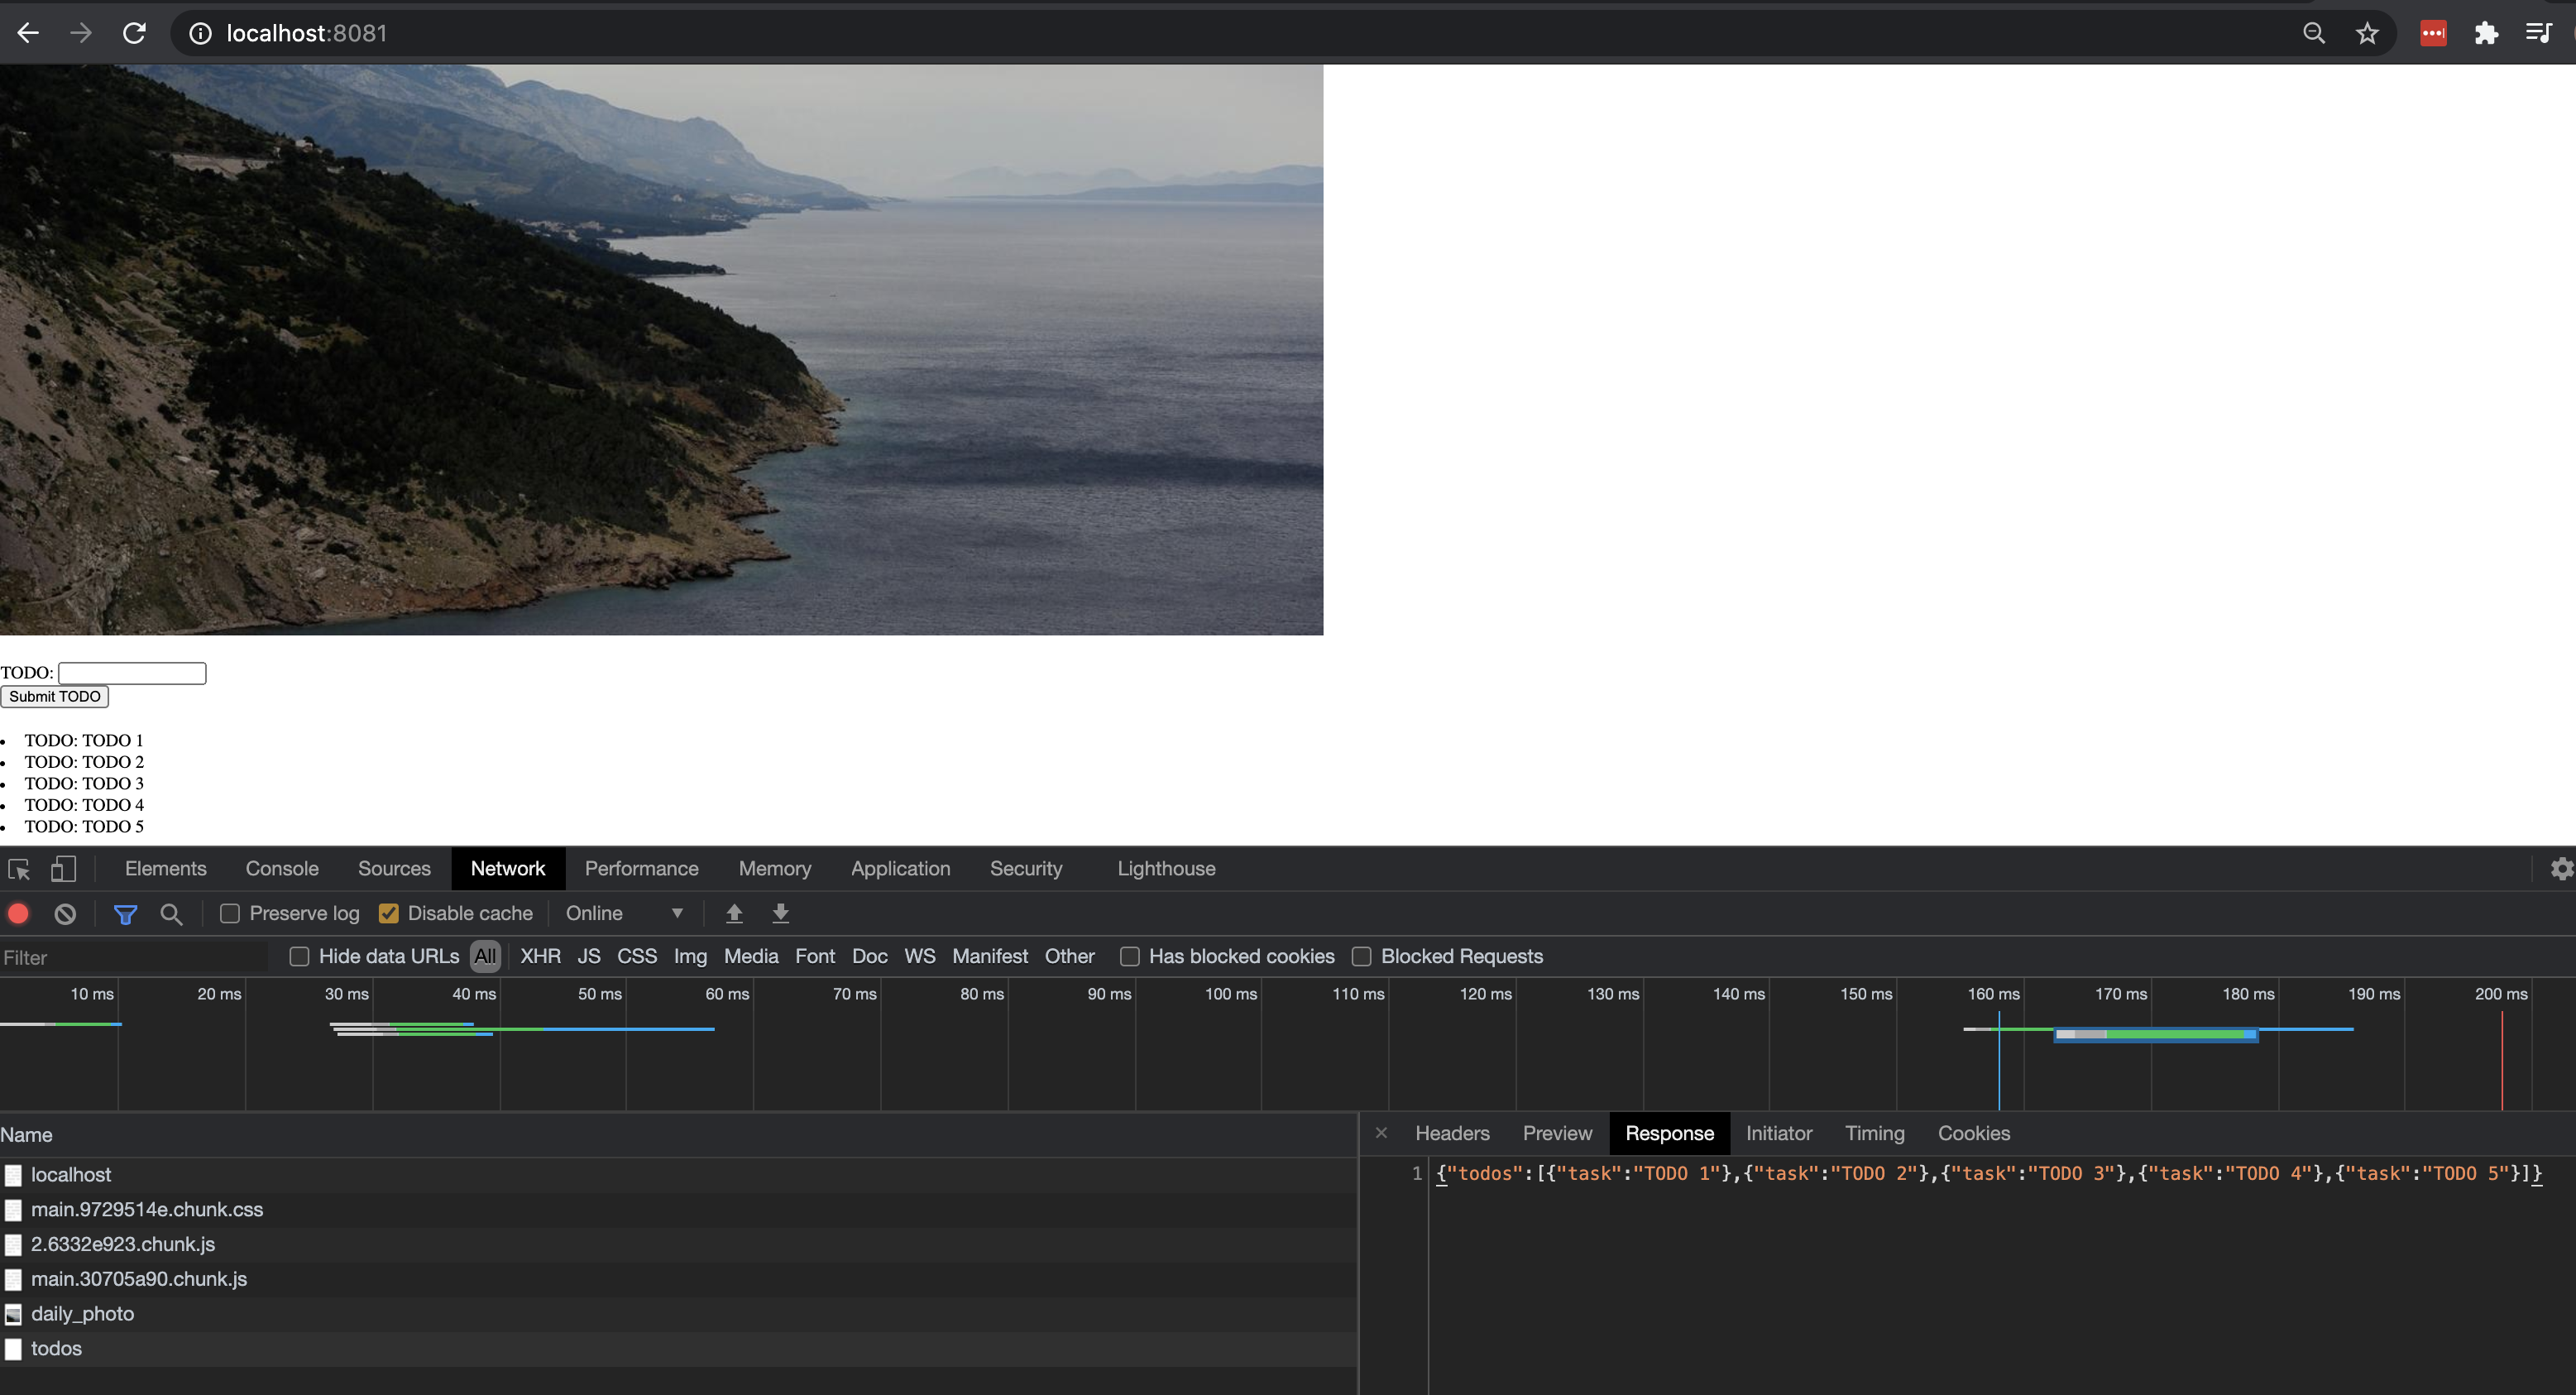 localhost:8081
TODO:
Submit TODO
TODO: TODO 1
TODO: TODO 2
TODO: TODO 3
TODO: TODO 4
TODO: TODO 5
Elements Console Sources Network Performance Memory Application Security Lighthouse
Preserve log Disable cache Online
Filter Hide data URLs All XHR JS CSS Img Media Font Doc WS Manifest Other Has blocked cookies Blocked Requests
10 ms 20 ms 30 ms 40 ms 50 ms 60 ms 70 ms 80 ms 90 ms 100 ms 110 ms 120 ms 130 ms 140 ms 150 ms 160 ms 170 ms 180 ms 190 ms 200 ms
Name
localhost
main.9729514e.chunk.css
2.6332e923.chunk.js
main.30705a90.chunk.js
daily_photo
todos
Headers Preview Response Initiator Timing Cookies
1 {"todos":[{"task":"TODO 1"},{"task":"TODO 2"},{"task":"TODO 3"},{"task":"TODO 4"},{"task":"TODO 5"}]}